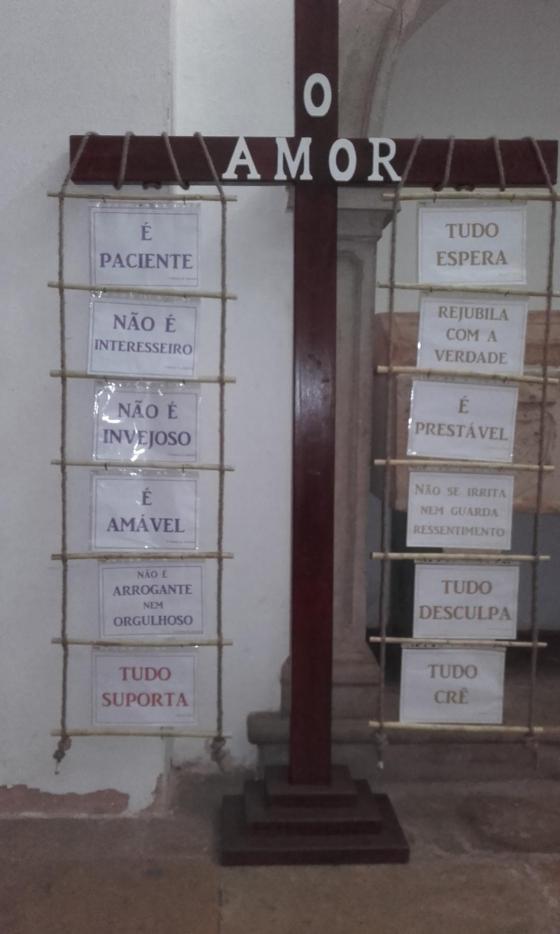 O
AMOR
É
PACIENTE
NÃO É
INTERESSEIRO
NÃO É
INVEJOSO
É
AMÁVEL
NÃO É
ARROGANTE
NEM
ORGULHOSO
TUDO
SUPORTA
TUDO
ESPERA
REJUBILA
COM A
VERDADE
É
PRESTÁVEL
NÃO SE IRRITA
NEM GUARDA
RESSENTIMENTO
TUDO
DESCULPA
TUDO
CRÊ